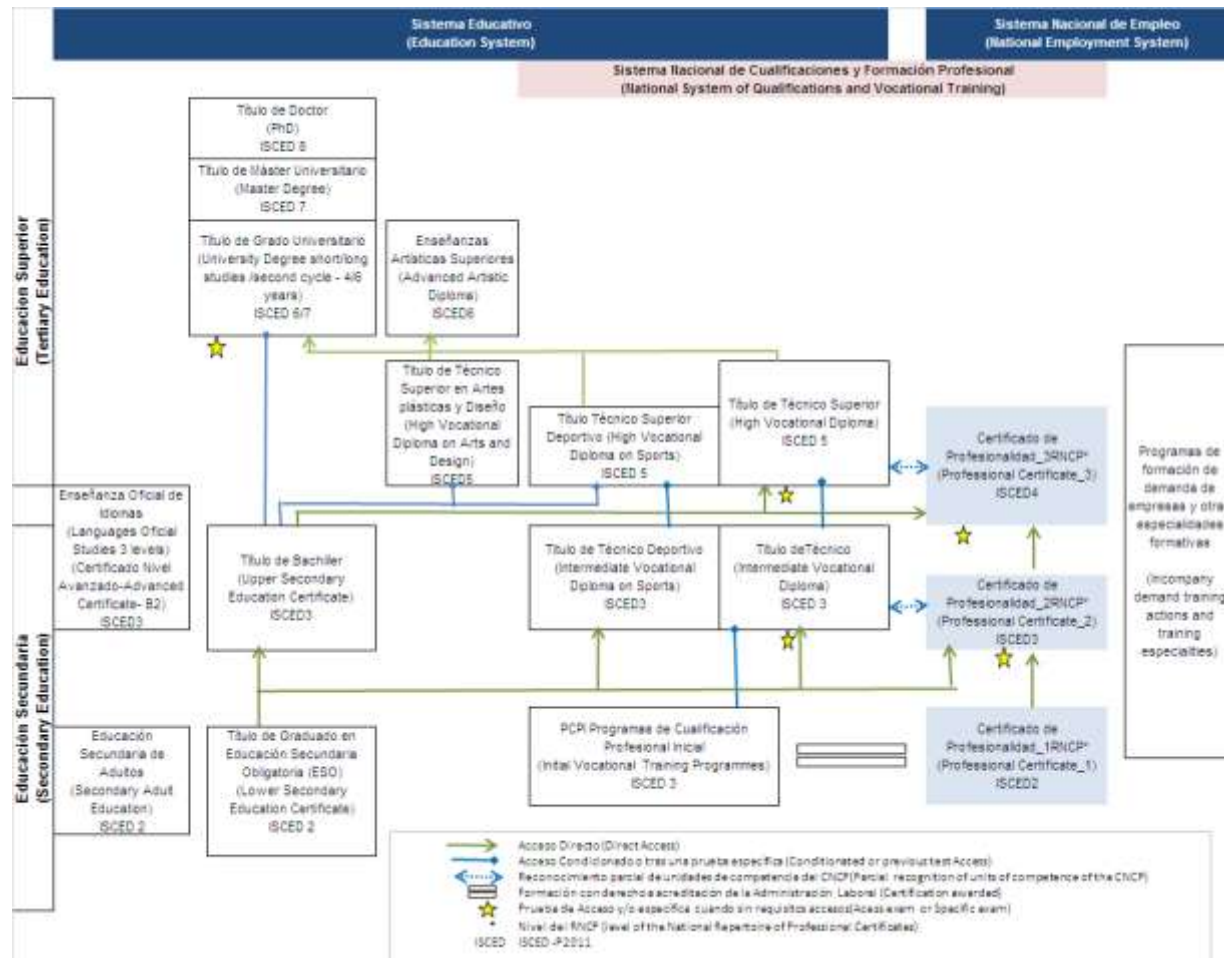 Sistema Educativo
(Education System)
Sistema Nacional de Empleo
(National Employment System)
Sistema Nacional de Cualificaciones y Formación Profesional
(National System of Qualifications and Vocational Training)
Educacion Superior
(Tertiary Education)
Título de Doctor
(PhD)
ISCED 8
Título de Máster Universitario
(Master Degree)
ISCED 7
Título de Grado Universitario
(University Degree short/long
studies /second cycle - 4/6
years)
ISCED 6/7
Enseñanzas
Artísticas Superiores
(Advanced Artistic
Diploma)
ISCED6
Título de Técnico
Superior en Artes
plásticas y Diseño
(High Vocational
Diploma on Arts and
Design)
ISCED5
Título Técnico Superior
Deportivo (High Vocational
Diploma on Sports)
ISCED 5
Título de Técnico Superior
(High Vocational Diploma)
ISCED 5
Certificado de
Profesionalidad_3RNCP*
(Professional Certificate_3)
ISCED4
Programas de
formación de
demanda de
empresas y otra
especialidades
formativas
(Incompany
demand training
actions and
training
especialties)
Educación Secundaria
(Secondary Education)
Enseñanza Oficial de
Idiomas
(Languages Oficial
Studies 3 levels)
(Certificado Nivel
Avanzado-Advanced
Certificate- B2)
ISCED3
Título de Bachiller
(Upper Secondary
Education Certificate)
ISCED3
Título de Técnico Deportivo
(Intermediate Vocational
Diploma on Sports)
ISCED3
Título deTécnico
(Intermediate Vocational
Diploma)
ISCED 3
Certificado de
Profesionalidad_2RNCP*
(Professional Certificate_2)
ISCED3
Educación
Secundaria de
Adultos
(Secondary Adult
Education)
ISCED 2
Título de Graduado en
Educación Secundaria
Obligatoria (ESO)
(Lower Secondary
Education Certificate)
ISCED 2
PCPI Programas de Cualificación
Profesional Inicial
(Initial Vocational Training Programmes)
ISCED 3
Certificado de
Profesionalidad_1RNCP*
(Professional Certificate_1)
ISCED2
Acceso Directo (Direct Access)
Acceso Condicionado o tras una prueba específica (Conditionated or previous test Access)
Reconocimiento parcial de unidades de competencia del CNCP(Parcial recognition of units of competence of the CNCP)
Formación con derecho a acreditación de la Administración Laboral (Certification awarded)
Prueba de Acceso y/o específica cuando sin requisitos accesos(Acess exam or Specific exam)
* Nivel del RNCP (level of the National Repertoire of Professional Certificates)
ISCED ISCED -P2011